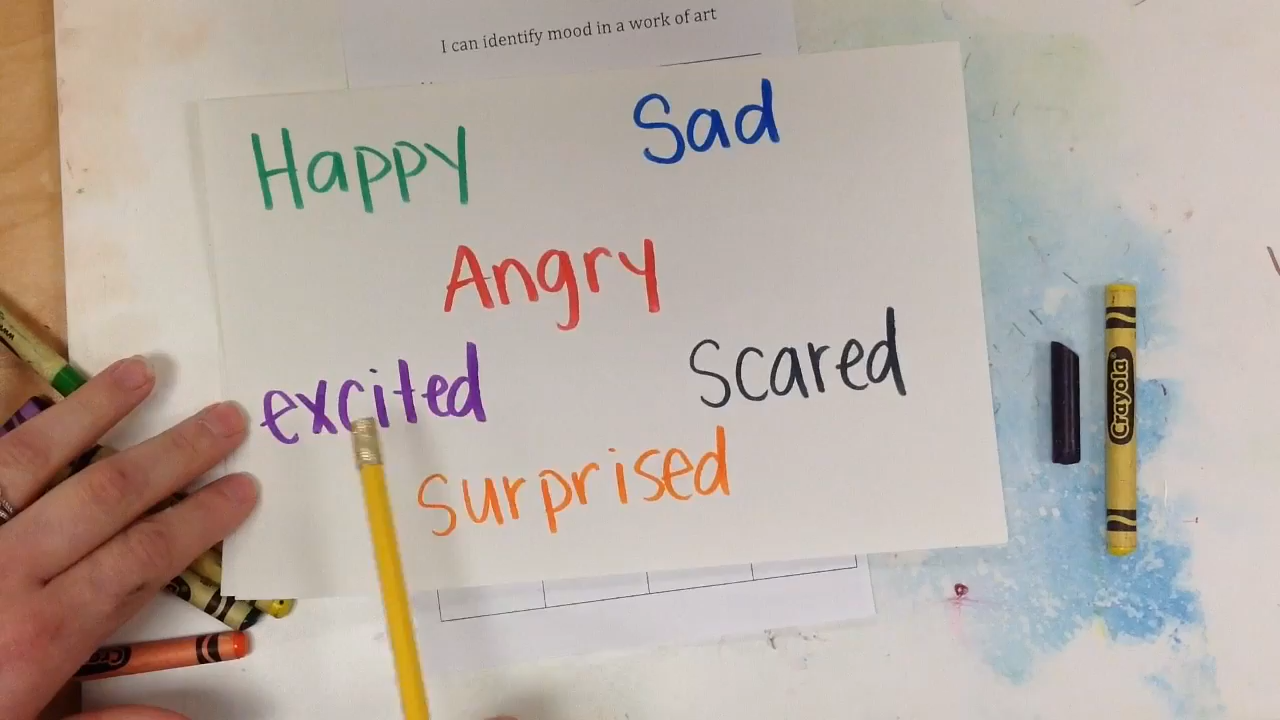 I can identify mood in a work of art
Happy
Sad
Angry
excited
Scared
Surprised
Crayola